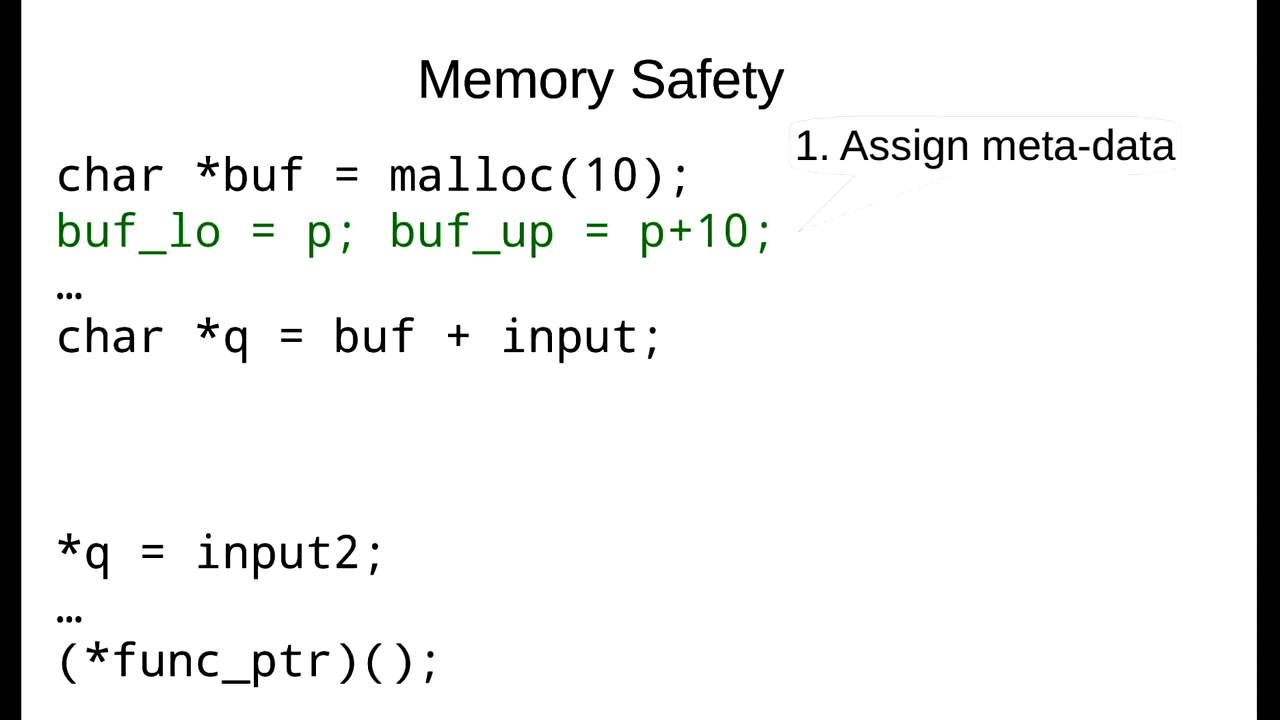 Memory Safety
1. Assign meta-data
char *buf = malloc(10);
buf_lo = p; buf_up = p+10;
…
char *q = buf + input;
*q = input2;
…
(*func_ptr)();